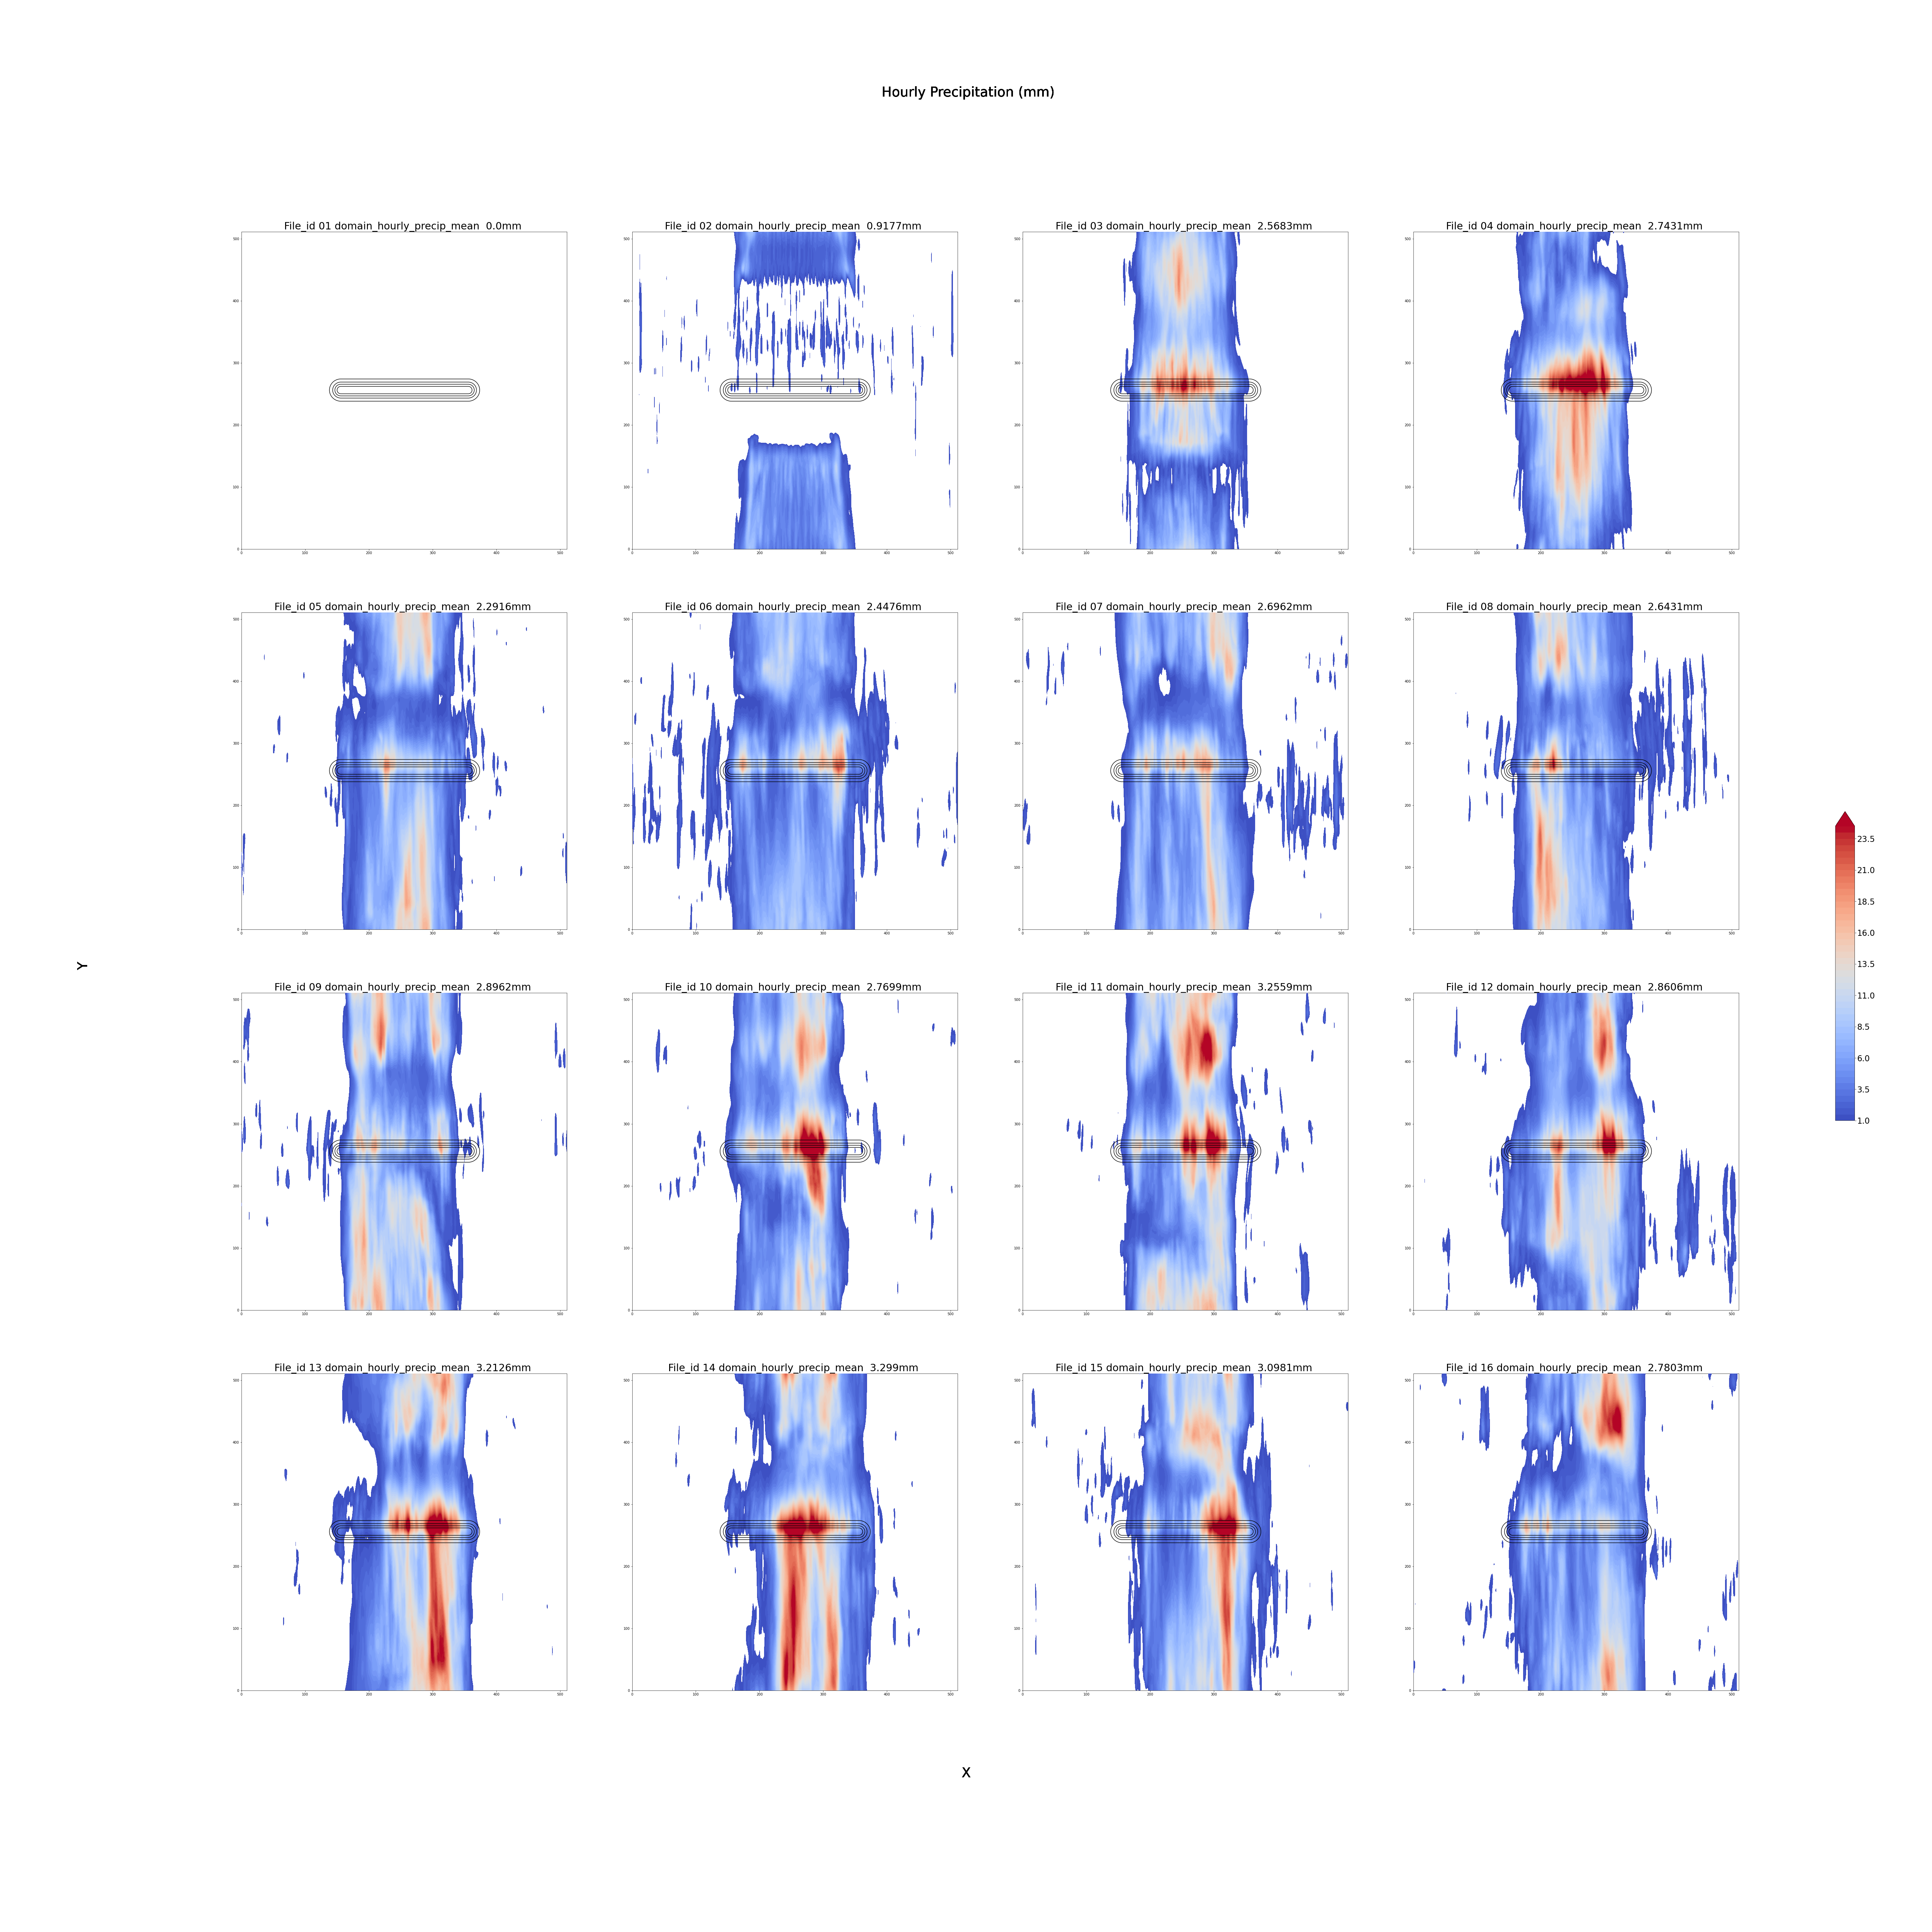 Hourly Precipitation (mm)
File_id 01 domain_hourly_precip_mean  0.0mm
File_id 02 domain_hourly_precip_mean  0.9177mm
File_id 03 domain_hourly_precip_mean  2.5683mm
File_id 04 domain_hourly_precip_mean  2.7431mm
File_id 05 domain_hourly_precip_mean  2.2916mm
File_id 06 domain_hourly_precip_mean  2.4476mm
File_id 07 domain_hourly_precip_mean  2.6962mm
File_id 08 domain_hourly_precip_mean  2.6431mm
File_id 09 domain_hourly_precip_mean  2.8962mm
File_id 10 domain_hourly_precip_mean  2.7699mm
File_id 11 domain_hourly_precip_mean  3.2559mm
File_id 12 domain_hourly_precip_mean  2.8606mm
File_id 13 domain_hourly_precip_mean  3.2126mm
File_id 14 domain_hourly_precip_mean  3.299mm
File_id 15 domain_hourly_precip_mean  3.0981mm
File_id 16 domain_hourly_precip_mean  2.7803mm
Y
X
23.5
21.0
18.5
16.0
13.5
11.0
8.5
6.0
3.5
1.0